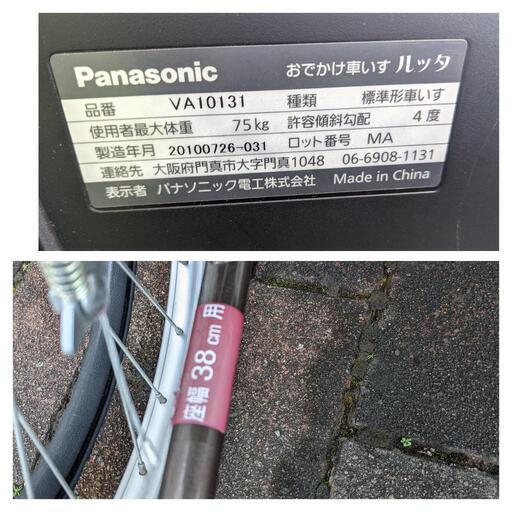 Panasonic おでかけ車いす ルッタ
品番 VA10131 種類 標準形車いす
使用者最大体重 75kg 許容傾斜勾配 4度
製造年月 20100726-031 ロット番号 MA
連絡先 大阪府門真市大字門真1048 06-6908-1131
表示者 パナソニック電工株式会社 Made in China
座幅 38cm用